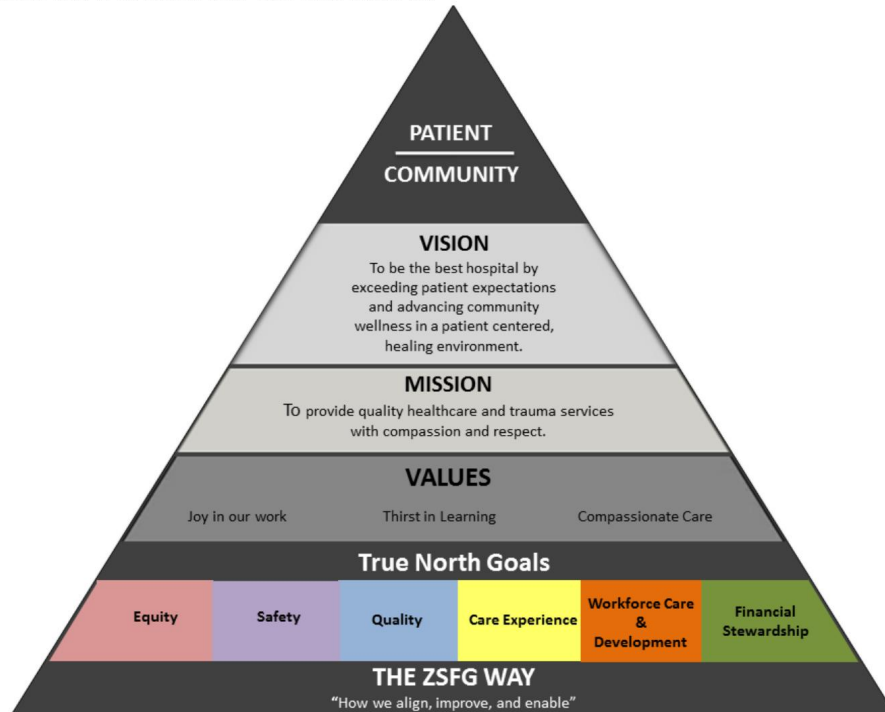 PATIENT
COMMUNITY
VISION
To be the best hospital by
exceeding patient expectations
and advancing community
wellness in a patient centered,
healing environment.
MISSION
To provide quality healthcare and trauma services
with compassion and respect.
VALUES
Joy in our work Thirst in Learning Compassionate Care
True North Goals
Equity Safety Quality Care Experience Workforce Care & Development Financial Stewardship
THE ZSFG WAY
“How we align, improve, and enable”